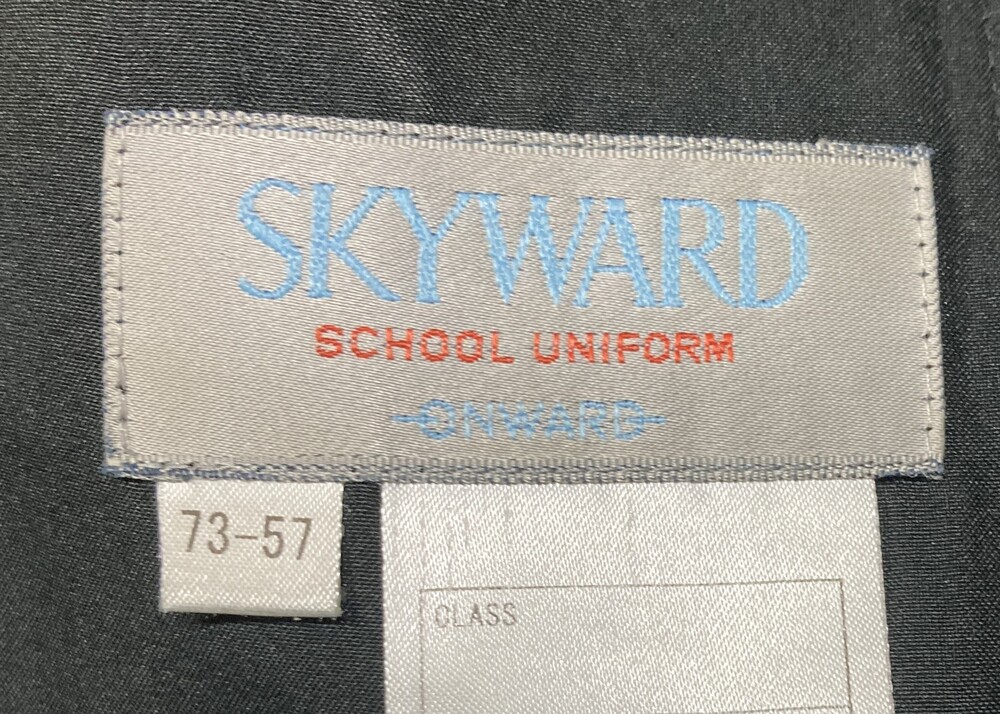 SKYWARD
SCHOOL UNIFORM
ONWARD
73-57
CLASS